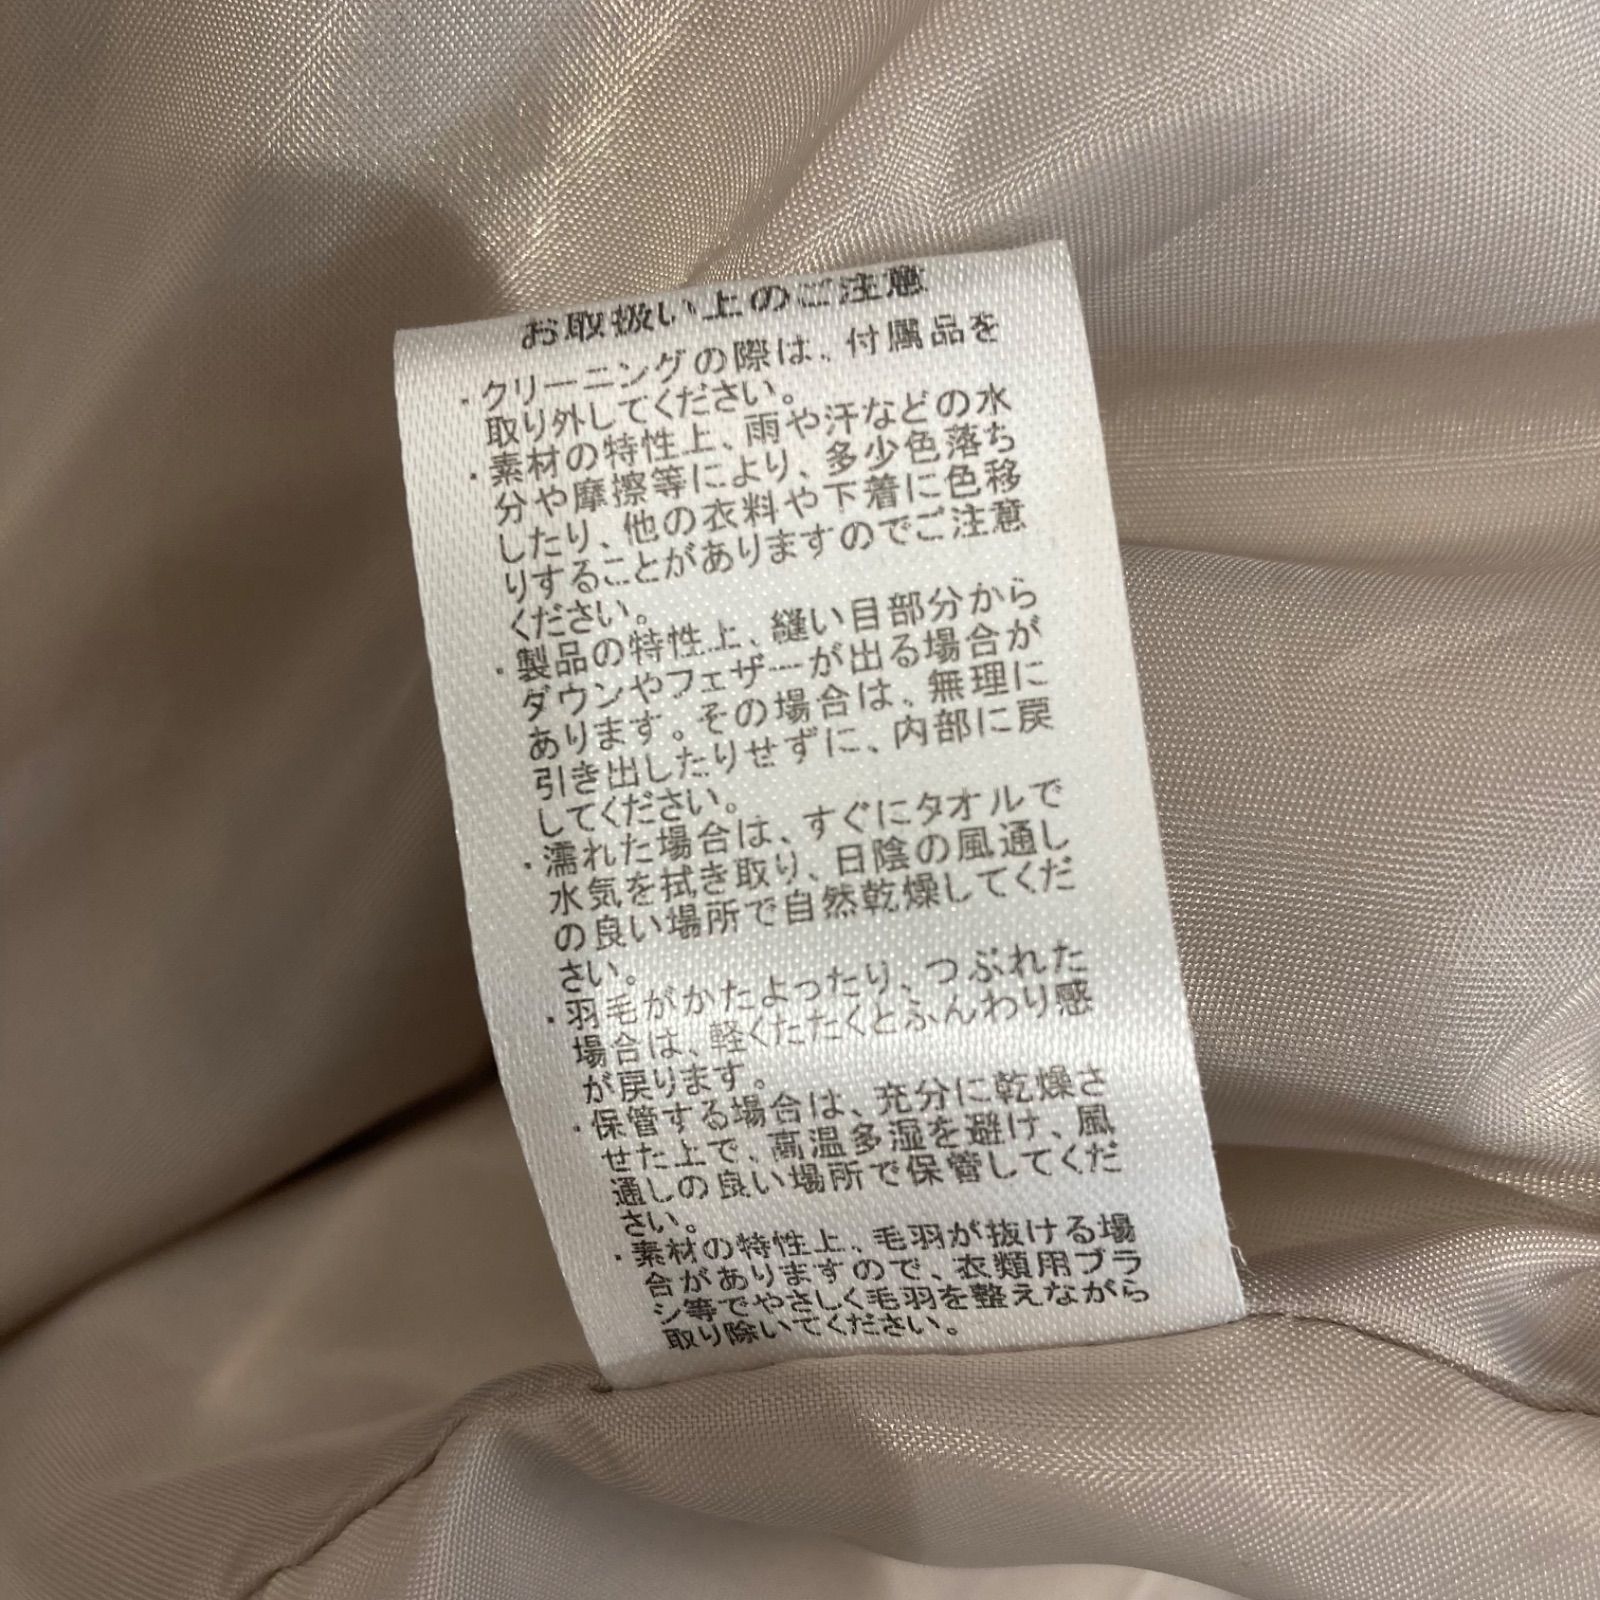 お取扱い上のご注意
・クリーニングの際は、付属品を
取り外してください。
・素材の特性上、雨や汗などの水
分や摩擦等により、多少色落ち
したり、他の衣料や下着に色移
りすることがありますのでご注意
ください。
・製品の特性上、縫い目部分から
ダウンやフェザーが出る場合が
あります。その場合は、無理に
引き出したりせずに、内部に戻
してください。
・濡れた場合は、すぐにタオルで
水気を拭き取り、日陰の風通し
の良い場所で自然乾燥してくだ
さい。
・羽毛がかたよったり、つぶれた
場合は、軽くたたくとふんわり感
が戻ります。
・保管する場合は、充分に乾燥さ
せた上で、高温多湿を避け、風
通しの良い場所で保管してくだ
さい。
・素材の特性上、毛羽が抜ける場
合がありますので、衣類用ブラ
シ等でやさしく毛羽を整えながら
取り除いてください。